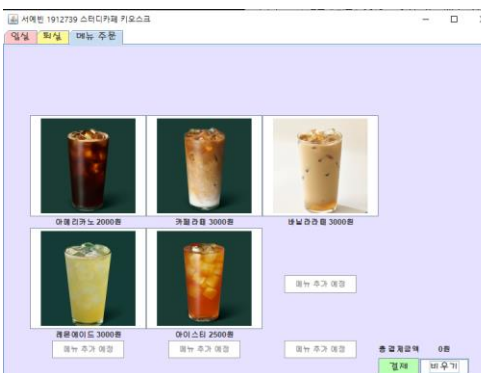 서예빈 1912739 스터디카페 키오스크
입실 퇴실 메뉴 주문
아메리카노 2000원 카페라떼 3000원 바닐라라떼 3000원
메뉴 추가 예정
레몬에이드 3000원 아이스티 2500원
메뉴 추가 예정 메뉴 추가 예정 메뉴 추가 예정
총 결제금액 0원
결제 비우기